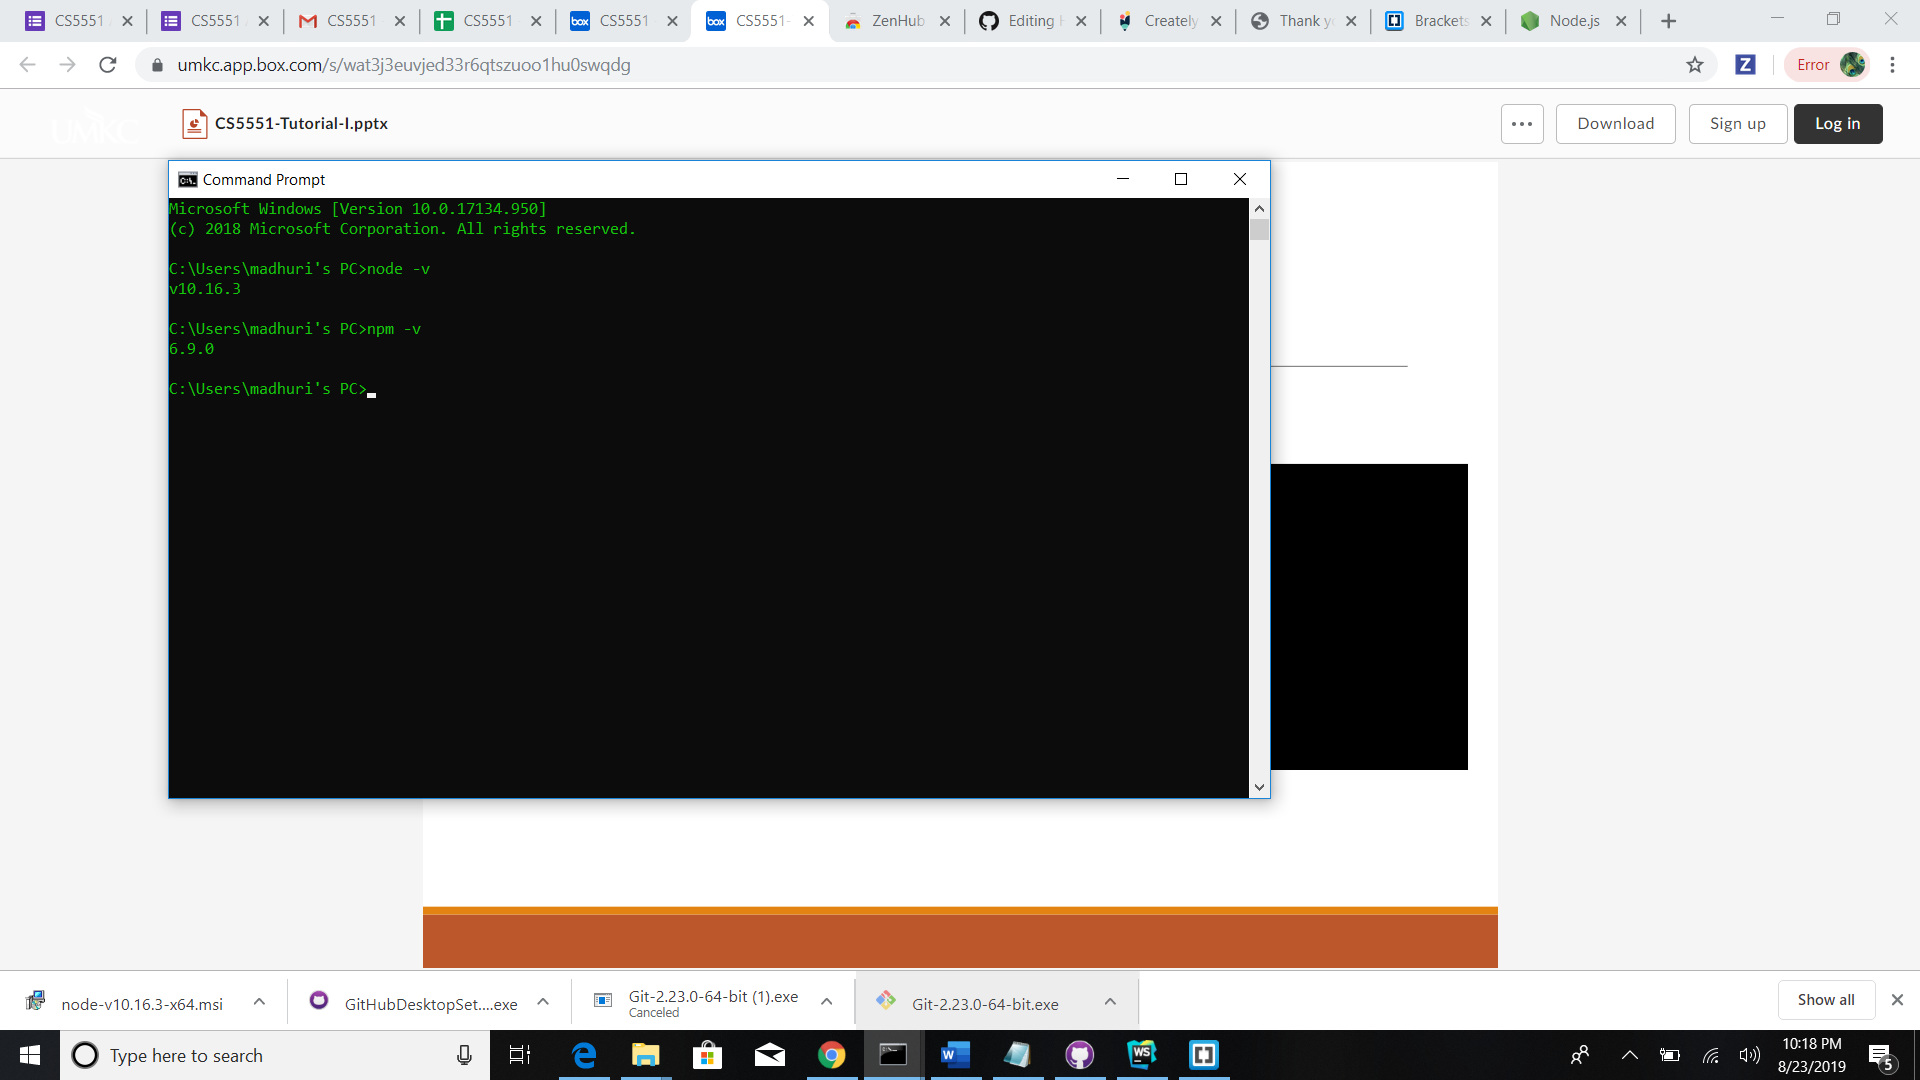 CS5551
CS5551
CS5551
CS5551
CS5551
CS5551-
ZenHub
Editing
Creately
Thank y
Brackets
Node.js
umkc.app.box.com/s/wat3j3euvjed33r6qtszuoo1hu0swqdg
Z
Error
UMKC
CS5551-Tutorial-I.pptx
Download
Sign up
Log in
Command Prompt
Microsoft Windows [Version 10.0.17134.950]
(c) 2018 Microsoft Corporation. All rights reserved.
C:\Users\madhuri's PC>node -v
v10.16.3
C:\Users\madhuri's PC>npm -v
6.9.0
C:\Users\madhuri's PC>
node-v10.16.3-x64.msi
GitHubDesktopSet....exe
Git-2.23.0-64-bit (1).exe
Canceled
Git-2.23.0-64-bit.exe
Show all
Type here to search
10:18 PM
8/23/2019
5